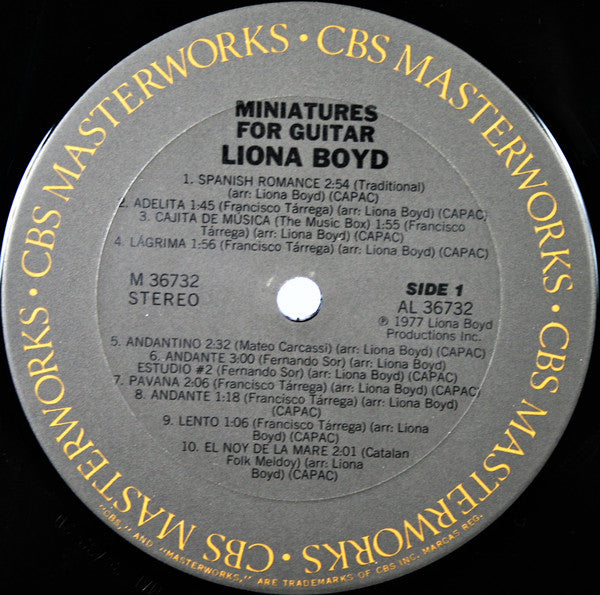 CBS MASTERWORKS • CBS MASTERWORKS • CBS MASTERWORKS • CBS MASTERWORKS •
MINIATURES
FOR GUITAR
LIONA BOYD
1. SPANISH ROMANCE 2:54 (Traditional)
(arr: Liona Boyd) (CAPAC)
2. ADELITA 1:45 (Francisco Tárrega) (arr: Liona Boyd) (CAPAC)
3. CAJITA DE MÚSICA (The Music Box) 1:55 (Francisco
Tárrega) (arr: Liona Boyd) (CAPAC)
4. LÁGRIMA 1:56 (Francisco Tárrega) (arr: Liona Boyd) (CAPAC)
M 36732
STEREO
SIDE 1
AL 36732
℗ 1977 Liona Boyd
Productions Inc.
5. ANDANTINO 2:32 (Mateo Carcassi) (arr: Liona Boyd) (CAPAC)
6. ANDANTE 3:00 (Fernando Sor) (arr: Liona Boyd)
ESTUDIO #2 (Fernando Sor) (arr: Liona Boyd) (CAPAC)
7. PAVANA 2:06 (Francisco Tárrega) (arr: Liona Boyd) (CAPAC)
8. ANDANTE 1:18 (Francisco Tárrega) (arr: Liona Boyd)
(CAPAC)
9. LENTO 1:06 (Francisco Tárrega) (arr: Liona
Boyd) (CAPAC)
10. EL NOY DE LA MARE 2:01 (Catalan
Folk Meldoy) (arr: Liona
Boyd) (CAPAC)
"CBS," AND "MASTERWORKS," ARE TRADEMARKS OF CBS INC. MARCAS REG.